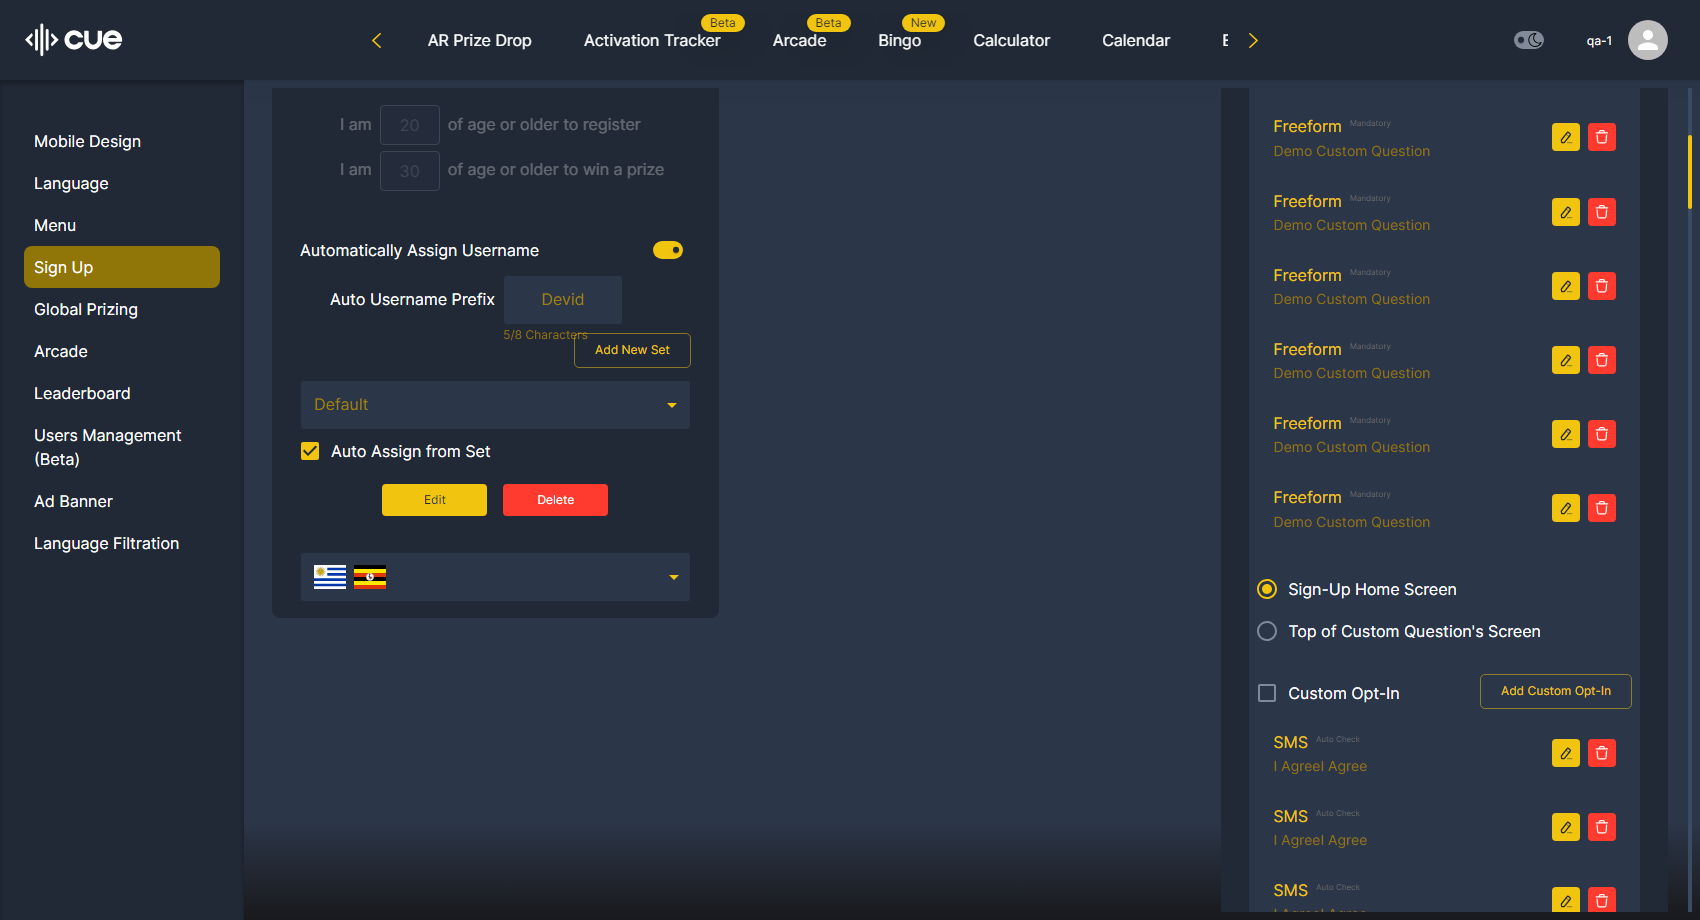 cue
AR Prize Drop
Activation Tracker
Beta
Arcade
Beta
Bingo
New
Calculator
Calendar
qa-1
Mobile Design
Language
Menu
Sign Up
Global Prizing
Arcade
Leaderboard
Users Management
(Beta)
Ad Banner
Language Filtration
I am 20 of age or older to register
I am 30 of age or older to win a prize
Automatically Assign Username
Auto Username Prefix Devid
5/8 Characters
Add New Set
Default
Auto Assign from Set
Edit Delete
Freeform Mandatory
Demo Custom Question
Freeform Mandatory
Demo Custom Question
Freeform Mandatory
Demo Custom Question
Freeform Mandatory
Demo Custom Question
Freeform Mandatory
Demo Custom Question
Freeform Mandatory
Demo Custom Question
Sign-Up Home Screen
Top of Custom Question's Screen
Custom Opt-In Add Custom Opt-In
SMS Auto Check
I AgreeI Agree
SMS Auto Check
I AgreeI Agree
SMS Auto Check